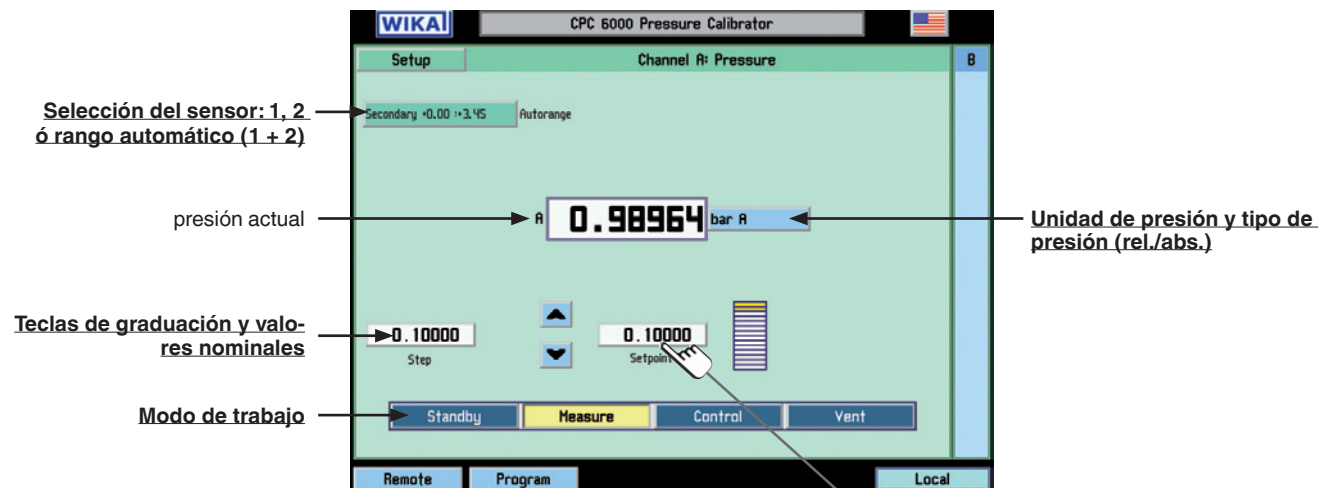 WIKAI
CPC 6000 Pressure Calibrator
Setup
Channel A: Pressure
B
Selección del sensor: 1, 2
ó rango automático (1 + 2)
Secondary +0.00 :+3.45
Autorange
presión actual
A
0.98964
bar A
Unidad de presión y tipo de
presión (rel./abs.)
Teclas de graduación y valo-
res nominales
0.10000
Step
0.10000
Setpoint
Modo de trabajo
Standby
Measure
Control
Vent
Remote
Program
Local